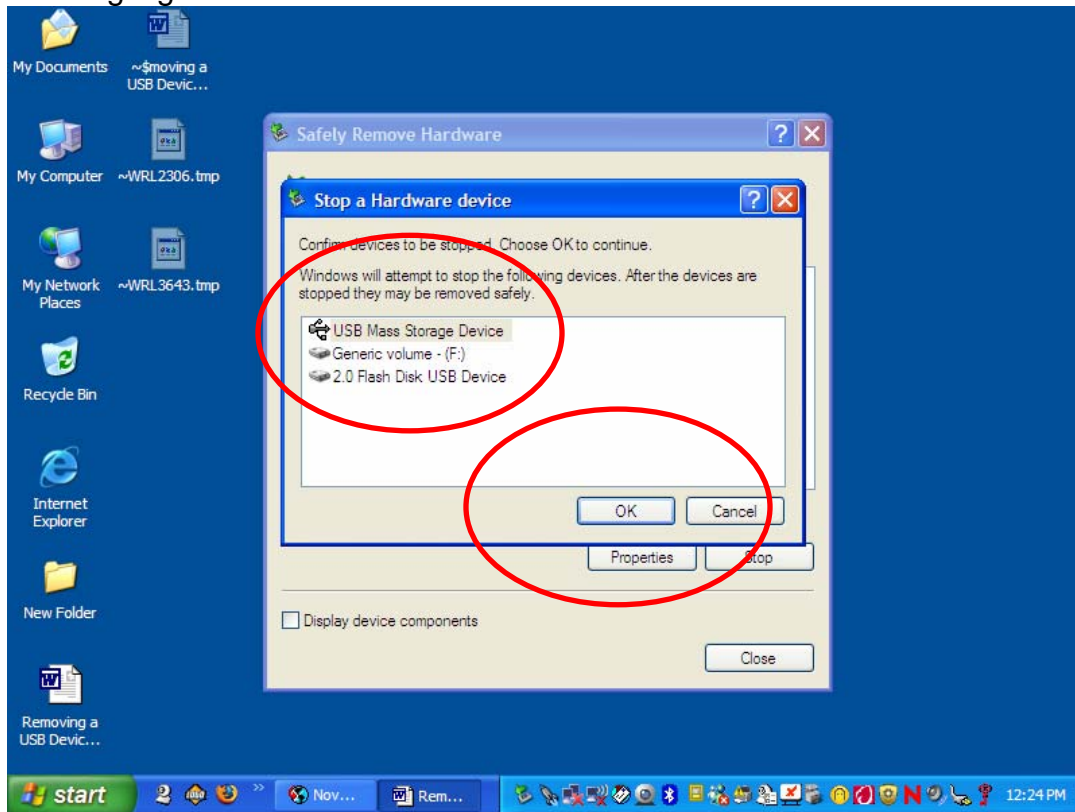 My Documents
~$moving a
USB Devic...
My Computer
~WRL2306.tmp
My Network
Places
~WRL3643.tmp
Recycle Bin
Internet
Explorer
New Folder
Removing a
USB Devic...
Safely Remove Hardware
Stop a Hardware device
Confirm devices to be stopped, Choose OK to continue.
Windows will attempt to stop the following devices. After the devices are
stopped they may be removed safely.
USB Mass Storage Device
Generic volume - (F:)
2.0 Flash Disk USB Device
OK
Cancel
Properties
Stop
Display device components
Close
start
Nov...
Rem...
12:24 PM